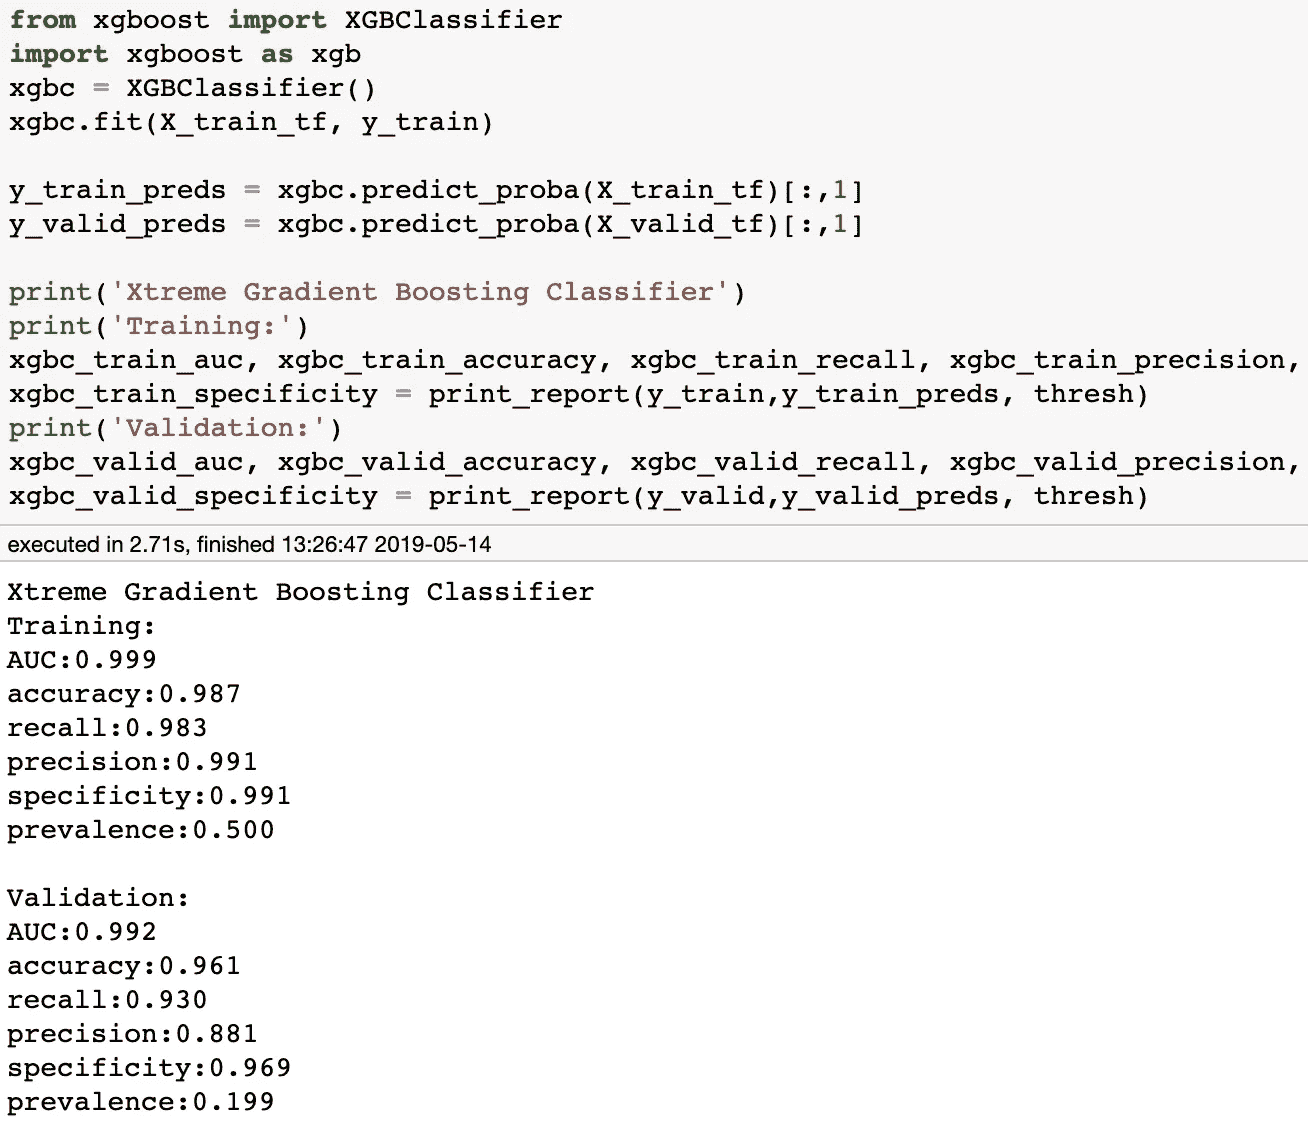 from xgboost import XGBClassifier
import xgboost as xgb
xgbc = XGBClassifier()
xgbc.fit(X_train_tf, y_train)
y_train_preds = xgbc.predict_proba(X_train_tf)[:,1]
y_valid_preds = xgbc.predict_proba(X_valid_tf)[:,1]
print('Xtreme Gradient Boosting Classifier')
print('Training:')
xgbc_train_auc, xgbc_train_accuracy, xgbc_train_recall, xgbc_train_precision,
xgbc_train_specificity = print_report(y_train,y_train_preds, thresh)
print('Validation:')
xgbc_valid_auc, xgbc_valid_accuracy, xgbc_valid_recall, xgbc_valid_precision,
xgbc_valid_specificity = print_report(y_valid,y_valid_preds, thresh)
executed in 2.71s, finished 13:26:47 2019-05-14
Xtreme Gradient Boosting Classifier
Training:
AUC:0.999
accuracy:0.987
recall:0.983
precision:0.991
specificity:0.991
prevalence:0.500
Validation:
AUC:0.992
accuracy:0.961
recall:0.930
precision:0.881
specificity:0.969
prevalence:0.199